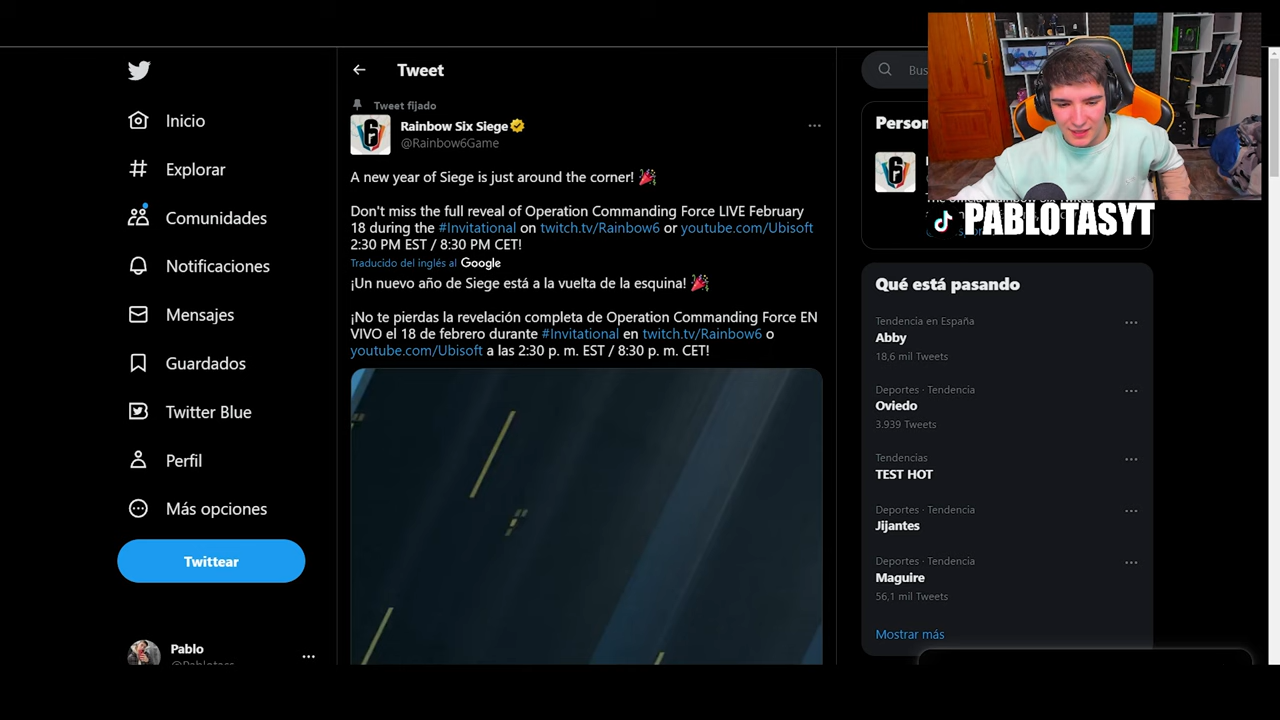 Tweet
Inicio
Explorar
Comunidades
Notificaciones
Mensajes
Guardados
Twitter Blue
Perfil
Más opciones
Twittear
Pablo
Tweet fijado
Rainbow Six Siege
@Rainbow6Game
A new year of Siege is just around the corner! 🎉
Don't miss the full reveal of Operation Commanding Force LIVE February
18 during the #Invitational on twitch.tv/Rainbow6 or youtube.com/Ubisoft
2:30 PM EST / 8:30 PM CET!
Traducido del inglés al Google
¡Un nuevo año de Siege está a la vuelta de la esquina! 🎉
¡No te pierdas la revelación completa de Operation Commanding Force EN
VIVO el 18 de febrero durante #Invitational en twitch.tv/Rainbow6 o
youtube.com/Ubisoft a las 2:30 p. m. EST / 8:30 p. m. CET!
PABLOTASYT
Qué está pasando
Tendencia en España
Abby
18,6 mil Tweets
Deportes · Tendencia
Oviedo
3.939 Tweets
Tendencias
TEST HOT
Deportes · Tendencia
Jijantes
Deportes · Tendencia
Maguire
56,1 mil Tweets
Mostrar más